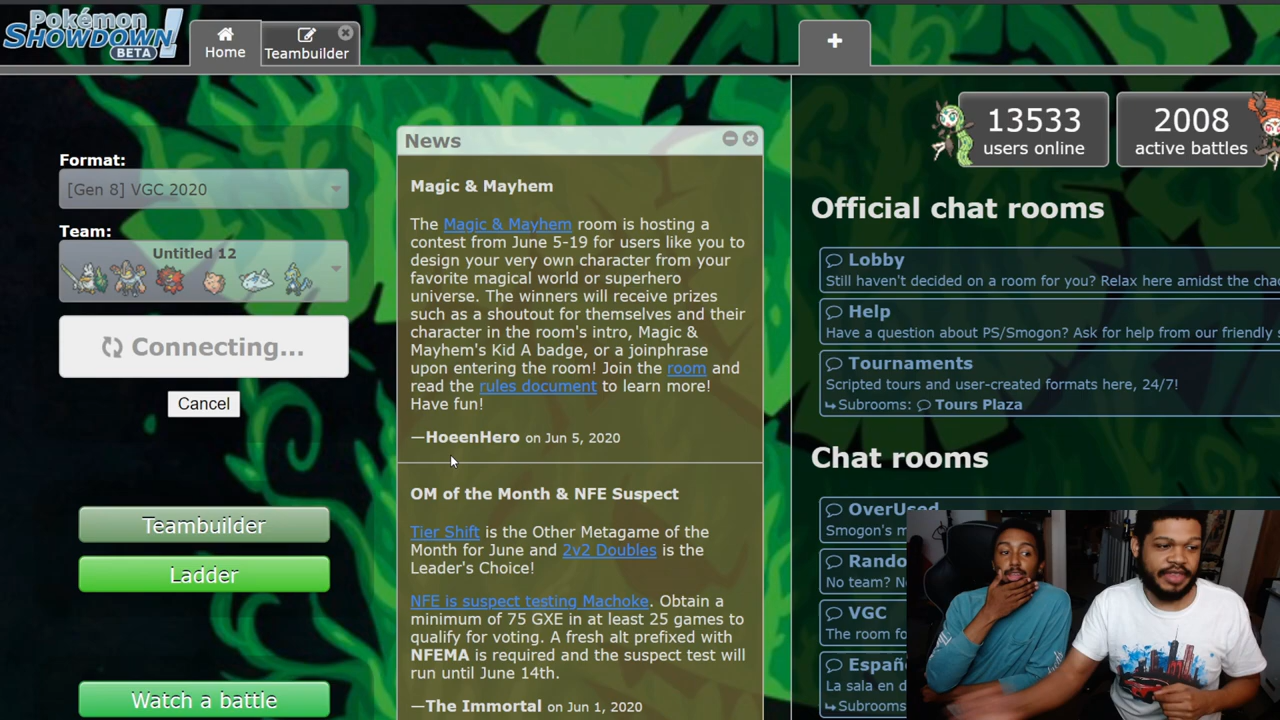 Pokémon
SHOWDOWN!
BETA
Home
Teambuilder
+
Format:
[Gen 8] VGC 2020
Team:
Untitled 12
Connecting...
Cancel
Teambuilder
Ladder
Watch a battle
News
Magic & Mayhem
The Magic & Mayhem room is hosting a
contest from June 5-19 for users like you to
design your very own character from your
favorite magical world or superhero
universe. The winners will receive prizes
such as a shoutout for themselves and their
character in the room's intro, Magic &
Mayhem's Kid A badge, or a joinphrase
upon entering the room! Join the room and
read the rules document to learn more!
Have fun!
—HoeenHero on Jun 5, 2020
OM of the Month & NFE Suspect
Tier Shift is the Other Metagame of the
Month for June and 2v2 Doubles is the
Leader's Choice!
NFE is suspect testing Machoke. Obtain a
minimum of 75 GXE in at least 25 games to
qualify for voting. A fresh alt prefixed with
NFEMA is required and the suspect test will
run until June 14th.
—The Immortal on Jun 1, 2020
13533
users online
2008
active battles
Official chat rooms
Lobby
Still haven't decided on a room for you? Relax here amidst the cha
Help
Have a question about PS/Smogon? Ask for help from our friendly s
Tournaments
Scripted tours and user-created formats here, 24/7!
↳Subrooms: Tours Plaza
Chat rooms
OverUsed
Smogon's m
Rando
No team? N
VGC
The room fo
Españ
La sala en d
↳Subrooms